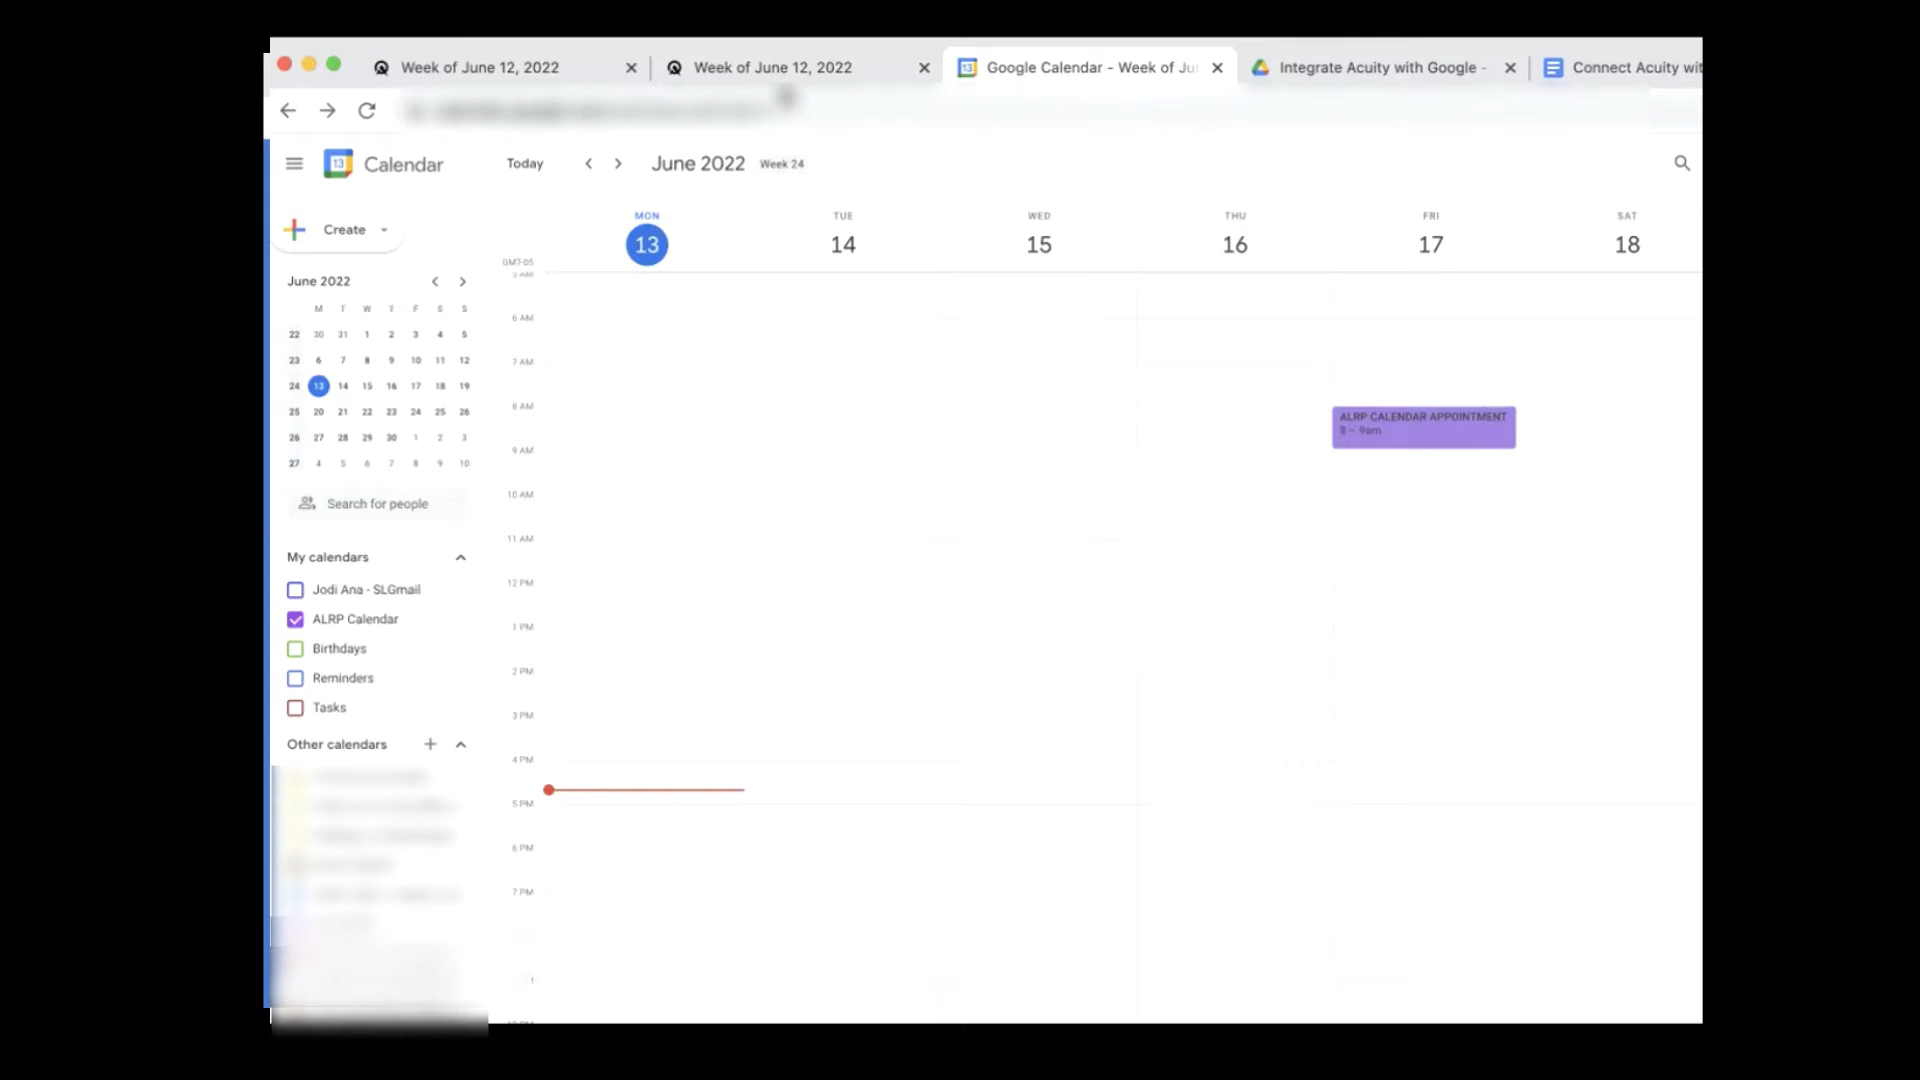 Week of June 12, 2022
Week of June 12, 2022
Google Calendar - Week of Ju
Integrate Acuity with Google -
Connect Acuity wit
13 Calendar
Today
June 2022 Week 24
Create
MON TUE WED THU FRI SAT
13 14 15 16 17 18
GMT-05
June 2022
M T W T F S S
22 30 31 1 2 3 4 5
23 6 7 8 9 10 11 12
24 13 14 15 16 17 18 19
25 20 21 22 23 24 25 26
26 27 28 29 30 1 2 3
27 4 5 6 7 8 9 10
Search for people
My calendars
Jodi Ana - SLGmail
ALRP Calendar
Birthdays
Reminders
Tasks
Other calendars
5 AM
6 AM
7 AM
8 AM
9 AM
10 AM
11 AM
12 PM
1 PM
2 PM
3 PM
4 PM
5 PM
6 PM
7 PM
ALRP CALENDAR APPOINTMENT
8 – 9am